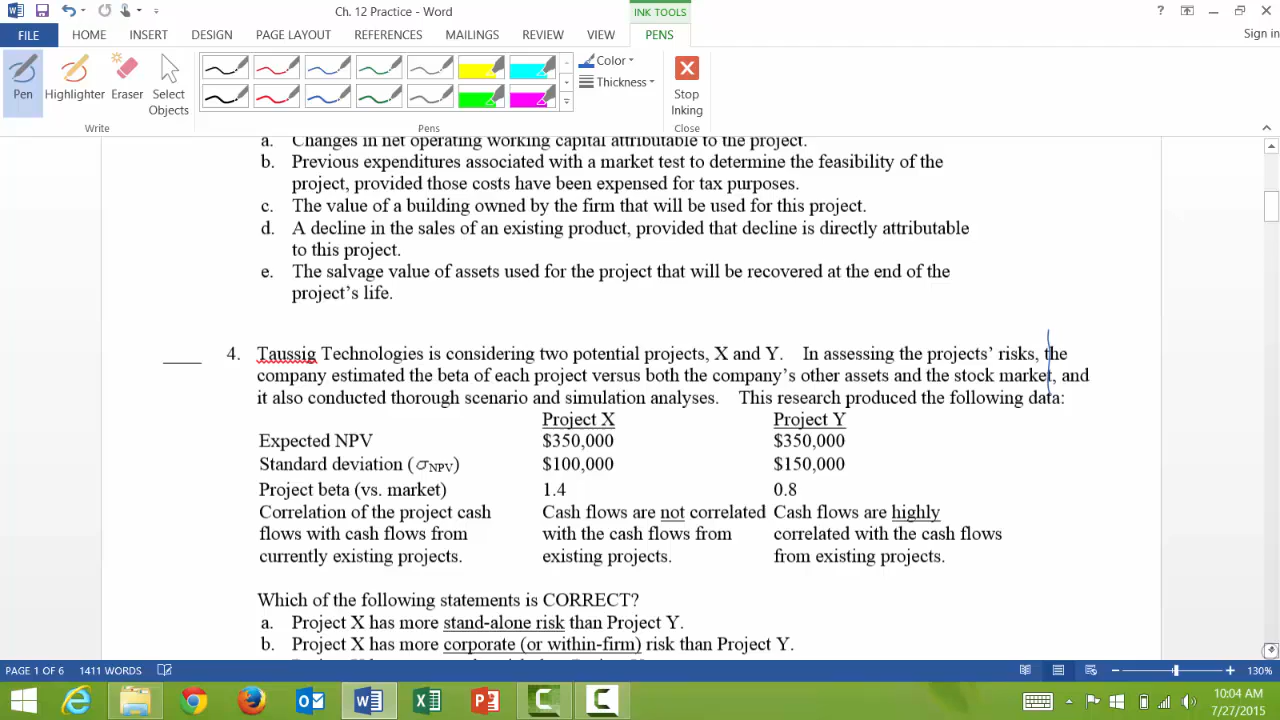 Ch. 12 Practice - Word
INK TOOLS
?
FILE HOME INSERT DESIGN PAGE LAYOUT REFERENCES MAILINGS REVIEW VIEW PENS Sign in
Pen Highlighter Eraser Select Objects
Color
Thickness
Stop Inking
Write Pens Close
a. Changes in net operating working capital attributable to the project.
b. Previous expenditures associated with a market test to determine the feasibility of the
project, provided those costs have been expensed for tax purposes.
c. The value of a building owned by the firm that will be used for this project.
d. A decline in the sales of an existing product, provided that decline is directly attributable
to this project.
e. The salvage value of assets used for the project that will be recovered at the end of the
project's life.
____ 4. Taussig Technologies is considering two potential projects, X and Y. In assessing the projects' risks, the
company estimated the beta of each project versus both the company's other assets and the stock market, and
it also conducted thorough scenario and simulation analyses. This research produced the following data:
Project X Project Y
Expected NPV $350,000 $350,000
Standard deviation (σNPV) $100,000 $150,000
Project beta (vs. market) 1.4 0.8
Correlation of the project cash Cash flows are not correlated Cash flows are highly
flows with cash flows from with the cash flows from correlated with the cash flows
currently existing projects. existing projects. from existing projects.
Which of the following statements is CORRECT?
a. Project X has more stand-alone risk than Project Y.
b. Project X has more corporate (or within-firm) risk than Project Y.
PAGE 1 OF 6 1411 WORDS 130%
10:04 AM
7/27/2015